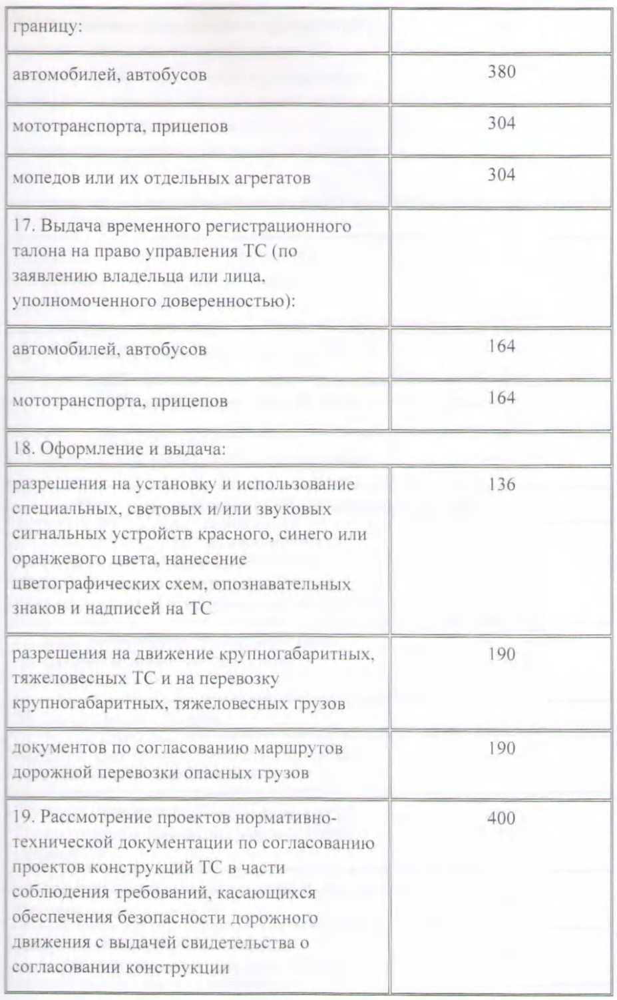 границу:
автомобилей, автобусов
380
мототранспорта, прицепов
304
мопедов или их отдельных агрегатов
304
17. Выдача временного регистрационного
талона на право управления ТС (по
заявлению владельца или лица,
уполномоченного доверенностью):
автомобилей, автобусов
164
мототранспорта, прицепов
164
18. Оформление и выдача:
разрешения на установку и использование
136
специальных, световых и/или звуковых
сигнальных устройств красного, синего или
оранжевого цвета, нанесение
цветографических схем, опознавательных
знаков и надписей на ТС
разрешения на движение крупногабаритных,
190
тяжеловесных ТС и на перевозку
крупногабаритных, тяжеловесных грузов
документов по согласованию маршрутов
190
дорожной перевозки опасных грузов
19. Рассмотрение проектов нормативно-
400
технической документации по согласованию
проектов конструкций ТС в части
соблюдения требований, касающихся
обеспечения безопасности дорожного
движения с выдачей свидетельства о
согласовании конструкции